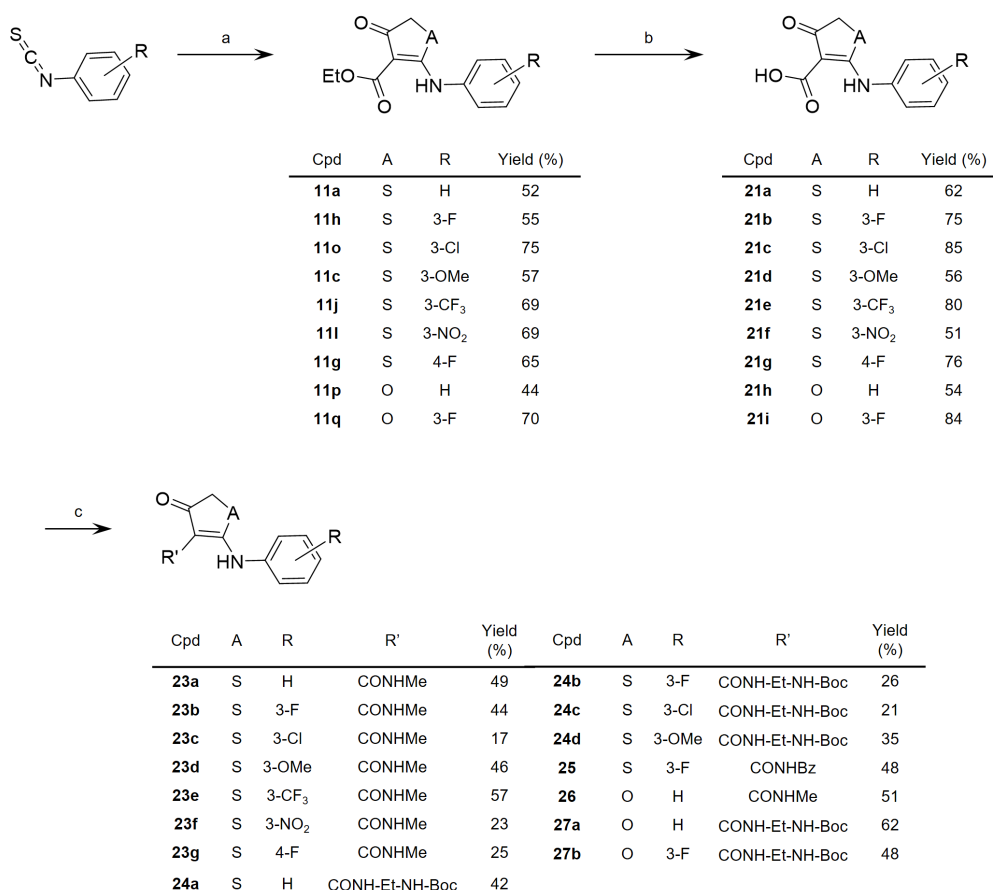 S
C
N
R
a
O
A
EtO
O
HN
R
b
O
A
HO
O
HN
R
Cpd A R Yield (%)
11a S H 52
11h S 3-F 55
11o S 3-Cl 75
11c S 3-OMe 57
11j S 3-CF3 69
11l S 3-NO2 69
11g S 4-F 65
11p O H 44
11q O 3-F 70
Cpd A R Yield (%)
21a S H 62
21b S 3-F 75
21c S 3-Cl 85
21d S 3-OMe 56
21e S 3-CF3 80
21f S 3-NO2 51
21g S 4-F 76
21h O H 54
21i O 3-F 84
c
O
A
R'
HN
R
Cpd A R R' Yield (%)
23a S H CONHMe 49
23b S 3-F CONHMe 44
23c S 3-Cl CONHMe 17
23d S 3-OMe CONHMe 46
23e S 3-CF3 CONHMe 57
23f S 3-NO2 CONHMe 23
23g S 4-F CONHMe 25
24a S H CONH-Et-NH-Boc 42
Cpd A R R' Yield (%)
24b S 3-F CONH-Et-NH-Boc 26
24c S 3-Cl CONH-Et-NH-Boc 21
24d S 3-OMe CONH-Et-NH-Boc 35
25 S 3-F CONHBz 48
26 O H CONHMe 51
27a O H CONH-Et-NH-Boc 62
27b O 3-F CONH-Et-NH-Boc 48